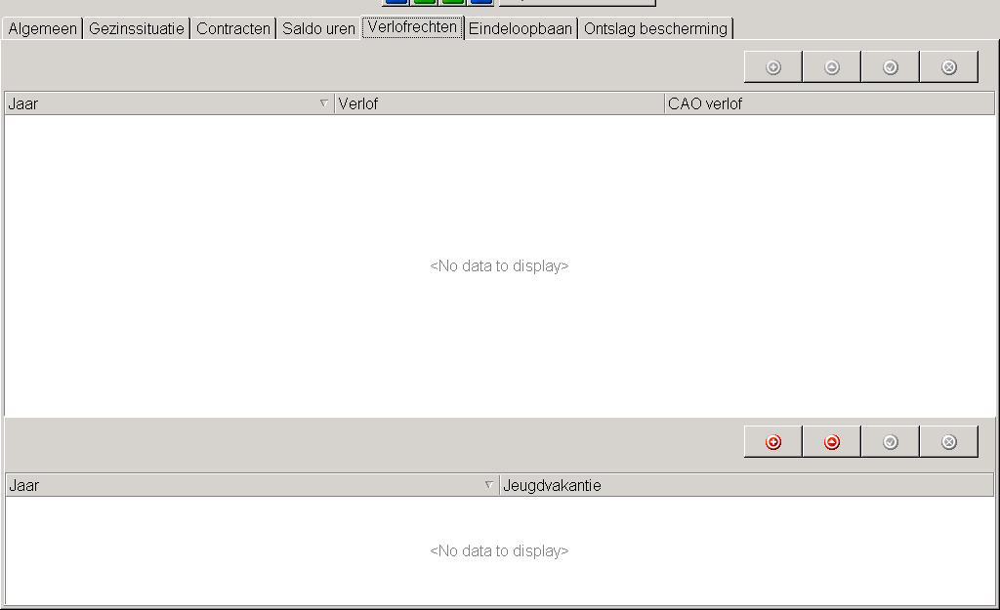 Algemeen Gezinssituatie Contracten Saldo uren Verlofrechten Eindeloopbaan Ontslag bescherming
Jaar Verlof CAO verlof
<No data to display>
Jaar Jeugdvakantie
<No data to display>